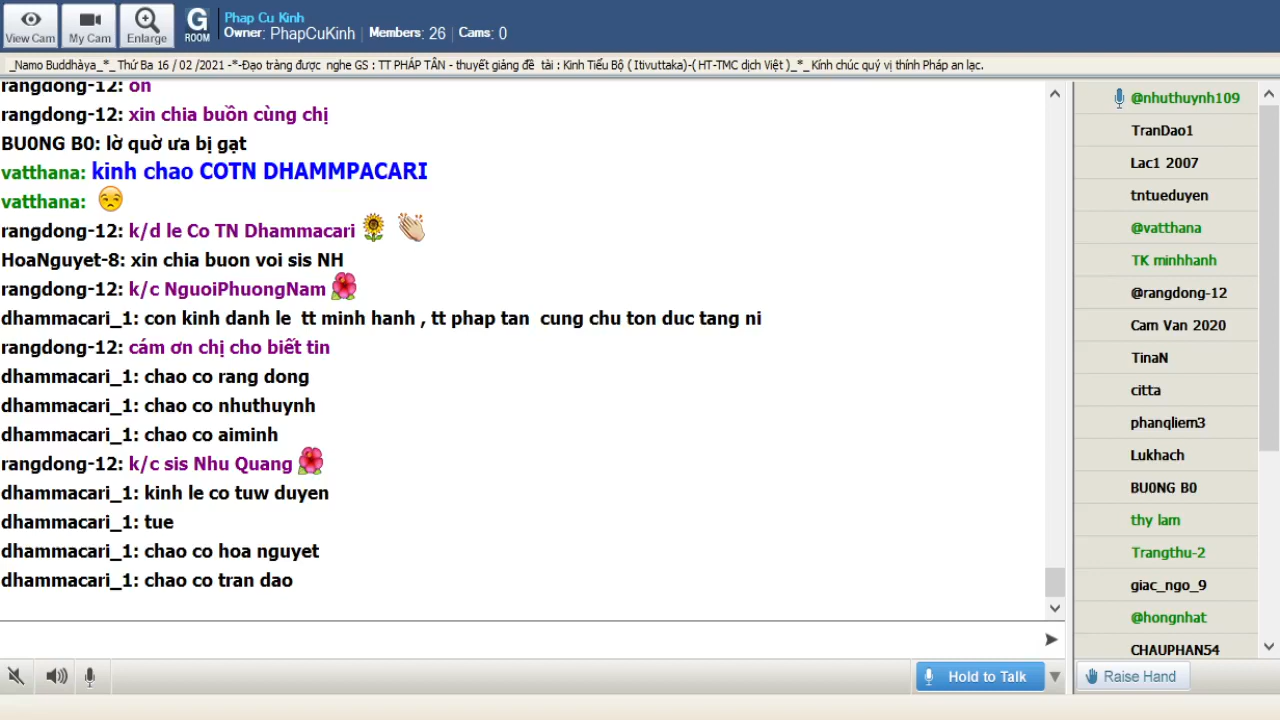 View Cam
My Cam
Enlarge
G
ROOM
Phap Cu Kinh
Owner: PhapCuKinh | Members: 26 | Cams: 0
_Namo Buddhàya_*_ Thứ Ba 16 / 02 /2021 -*-Đạo tràng được nghe GS : TT PHÁP TÂN - thuyết giảng đề tài : Kinh Tiểu Bộ ( Itivuttaka)-( HT-TMC dịch Việt )_*_ Kính chúc quý vị thính Pháp an lạc.
rangdong-12: ôn
rangdong-12: xin chia buồn cùng chị
BU0NG B0: lờ quờ ưa bị gạt
vatthana: kinh chao COTN DHAMMPACARI
vatthana:
rangdong-12: k/d le Co TN Dhammacari
HoaNguyet-8: xin chia buon voi sis NH
rangdong-12: k/c NguoiPhuongNam
dhammacari_1: con kinh danh le tt minh hanh , tt phap tan cung chu ton duc tang ni
rangdong-12: cám ơn chị cho biết tin
dhammacari_1: chao co rang dong
dhammacari_1: chao co nhuthuynh
dhammacari_1: chao co aiminh
rangdong-12: k/c sis Nhu Quang
dhammacari_1: kinh le co tuw duyen
dhammacari_1: tue
dhammacari_1: chao co hoa nguyet
dhammacari_1: chao co tran dao
@nhuthuynh109
TranDao1
Lac1 2007
tntueduyen
@vatthana
TK minhhanh
@rangdong-12
Cam Van 2020
TinaN
citta
phanqliem3
Lukhach
BU0NG B0
thy lam
Trangthu-2
giac_ngo_9
@hongnhat
CHAUPHAN54
Hold to Talk
Raise Hand